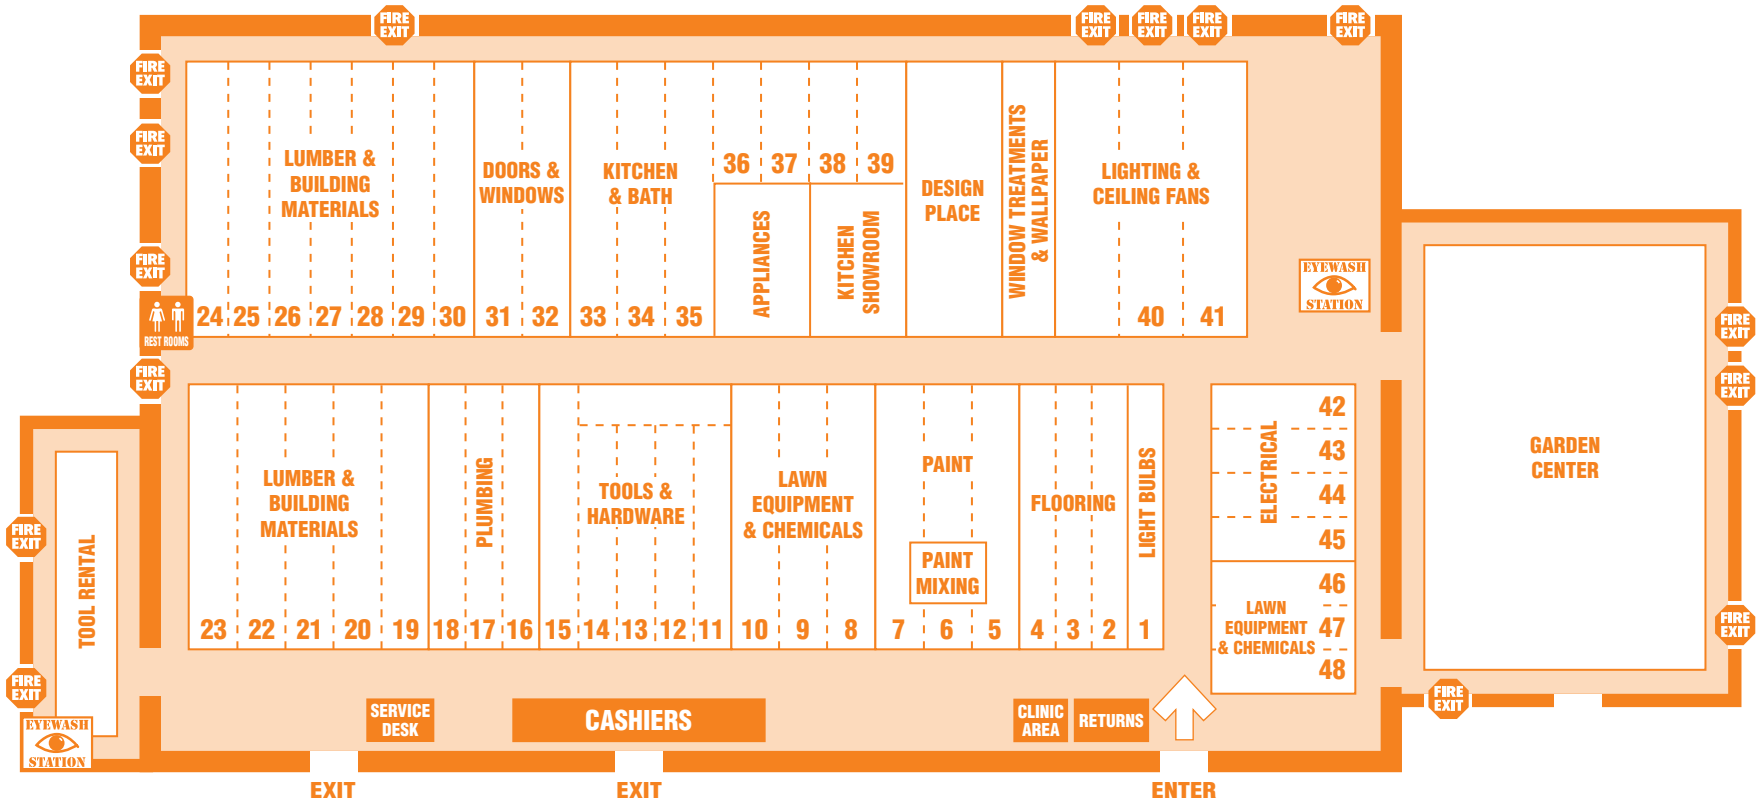 FIRE
EXIT
FIRE
EXIT
FIRE
EXIT
FIRE
EXIT
FIRE
EXIT
FIRE
EXIT
FIRE
EXIT
FIRE
EXIT
FIRE
EXIT
REST ROOMS
LUMBER &
BUILDING
MATERIALS
24 25 26 27 28 29 30
DOORS &
WINDOWS
31 32
KITCHEN
& BATH
33 34 35
36 37 38 39
APPLIANCES
KITCHEN
SHOWROOM
DESIGN
PLACE
WINDOW TREATMENTS
& WALLPAPER
LIGHTING &
CEILING FANS
40 41
EYEWASH
STATION
LUMBER &
BUILDING
MATERIALS
23 22 21 20 19
PLUMBING
18 17 16
TOOLS &
HARDWARE
15 14 13 12 11
LAWN
EQUIPMENT
& CHEMICALS
10 9 8
PAINT
PAINT
MIXING
7 6 5
FLOORING
4 3 2
LIGHT BULBS
1
ELECTRICAL
42
43
44
45
LAWN
EQUIPMENT
& CHEMICALS
46
47
48
GARDEN
CENTER
FIRE
EXIT
FIRE
EXIT
FIRE
EXIT
FIRE
EXIT
TOOL RENTAL
FIRE
EXIT
FIRE
EXIT
EYEWASH
STATION
SERVICE
DESK
CASHIERS
CLINIC
AREA
RETURNS
EXIT
EXIT
ENTER